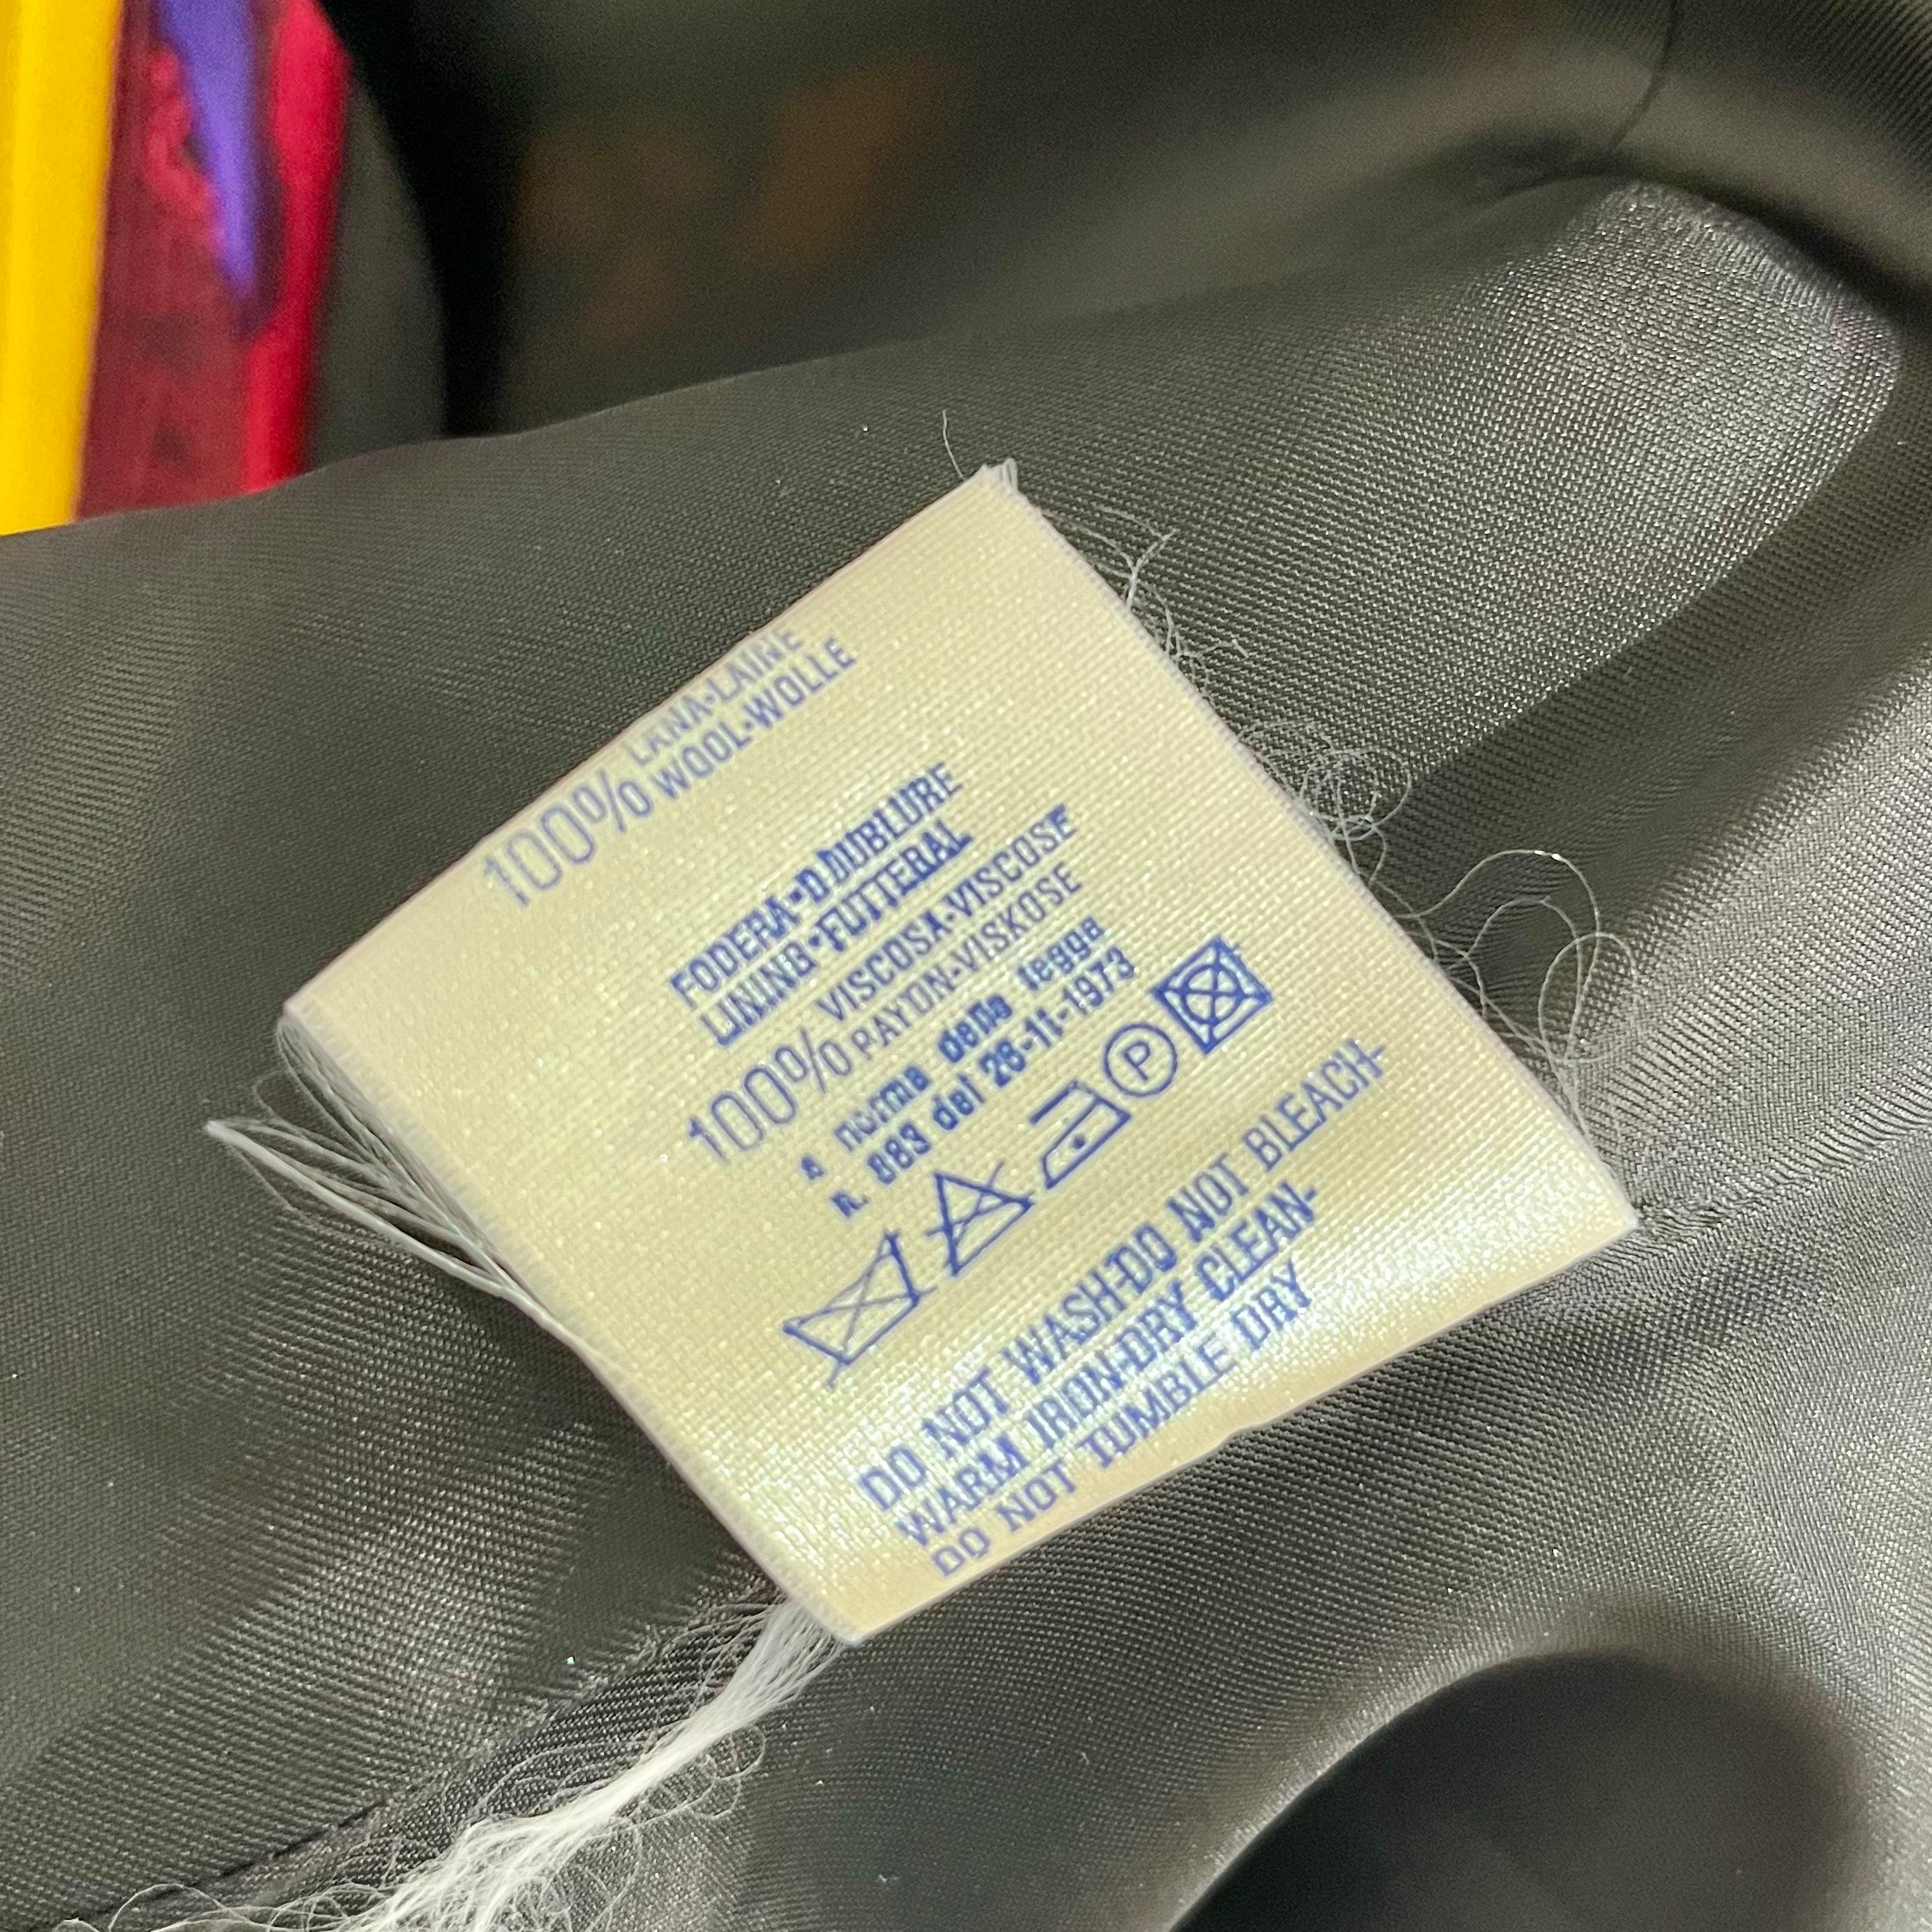 100% LANA-LAINE
WOOL-WOLLE
FODERA-DDUBLURE
LINING-FUTTERAL
100% VISCOSA-VISCOSE
RAYON-VISKOSE
a norma della legge
n. 883 del 26-11-1973
P
DO NOT WASH-DO NOT BLEACH-
WARM IRON-DRY CLEAN-
DO NOT TUMBLE DRY